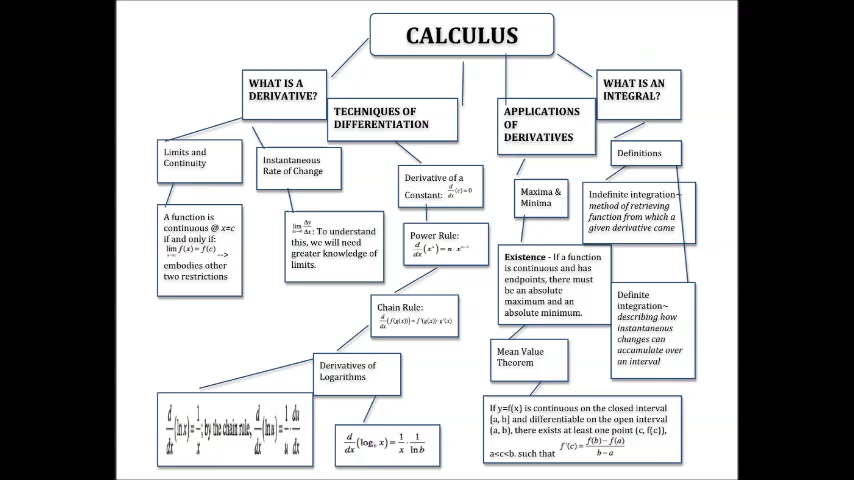 CALCULUS
WHAT IS A
DERIVATIVE?
TECHNIQUES OF
DIFFERENTIATION
APPLICATIONS
OF
DERIVATIVES
WHAT IS AN
INTEGRAL?
Limits and
Continuity
A function is
continuous @ x=c
if and only if:
lim f(x) = f(c)
x→c -->
embodies other
two restrictions
Instantaneous
Rate of Change
lim Δy/Δx: To understand
this, we will need
greater knowledge of
limits.
Derivative of a
Constant: d/dx (c) = 0
Power Rule:
d/dx (xⁿ) = n · xⁿ⁻¹
Chain Rule:
d/dx (f(g(x))) = f'(g(x)) · g'(x)
Derivatives of
Logarithms
d/dx (ln x) = 1/x; by the chain rule, d/dx (ln u) = 1/u · du/dx
d/dx (log_b x) = 1/x · 1/ln b
Maxima &
Minima
Existence - If a function
is continuous and has
endpoints, there must
be an absolute
maximum and an
absolute minimum.
Mean Value
Theorem
If y=f(x) is continuous on the closed interval
[a, b] and differentiable on the open interval
(a, b), there exists at least one point (c, f(c)),
a<c<b. such that f'(c) = f(b) − f(a) / b − a
Definitions
Indefinite integration~
method of retrieving
function from which a
given derivative came
Definite
integration~
describing how
instantaneous
changes can
accumulate over
an interval